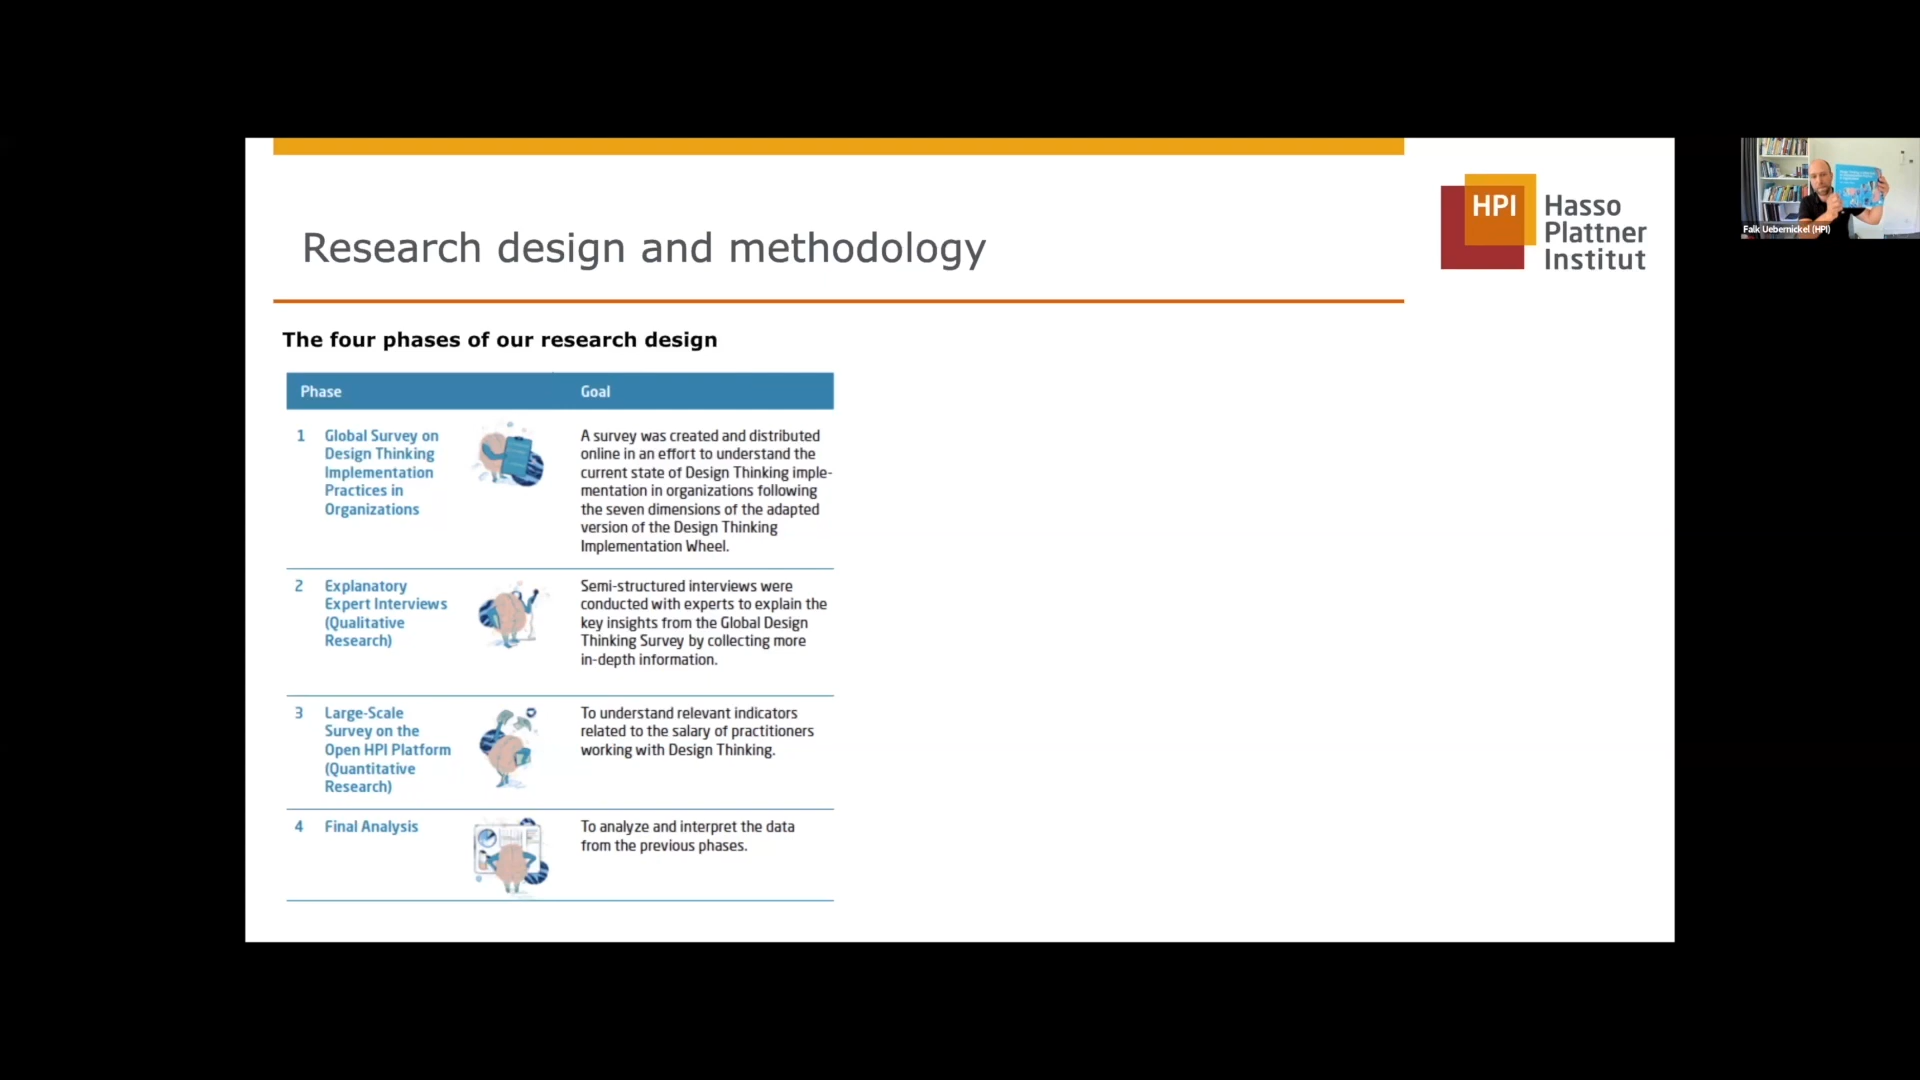 Research design and methodology
HPI
Hasso
Plattner
Institut
Falk Uebernickel (HPI)
The four phases of our research design
Phase
Goal
1 Global Survey on
Design Thinking
Implementation
Practices in
Organizations
A survey was created and distributed
online in an effort to understand the
current state of Design Thinking imple-
mentation in organizations following
the seven dimensions of the adapted
version of the Design Thinking
Implementation Wheel.
2 Explanatory
Expert Interviews
(Qualitative
Research)
Semi-structured interviews were
conducted with experts to explain the
key insights from the Global Design
Thinking Survey by collecting more
in-depth information.
3 Large-Scale
Survey on the
Open HPI Platform
(Quantitative
Research)
To understand relevant indicators
related to the salary of practitioners
working with Design Thinking.
4 Final Analysis
To analyze and interpret the data
from the previous phases.